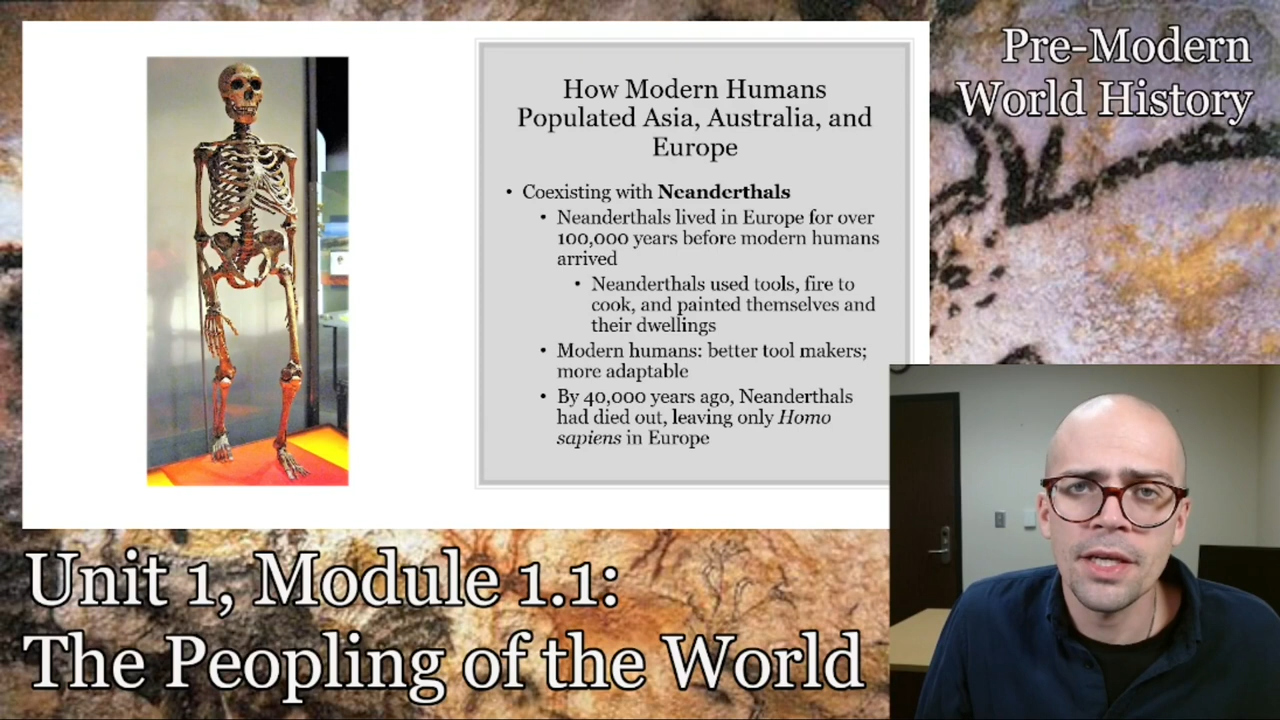 Pre-Modern
World History
How Modern Humans
Populated Asia, Australia, and
Europe
• Coexisting with Neanderthals
• Neanderthals lived in Europe for over
100,000 years before modern humans
arrived
• Neanderthals used tools, fire to
cook, and painted themselves and
their dwellings
• Modern humans: better tool makers;
more adaptable
• By 40,000 years ago, Neanderthals
had died out, leaving only Homo
sapiens in Europe
Unit 1, Module 1.1:
The Peopling of the World